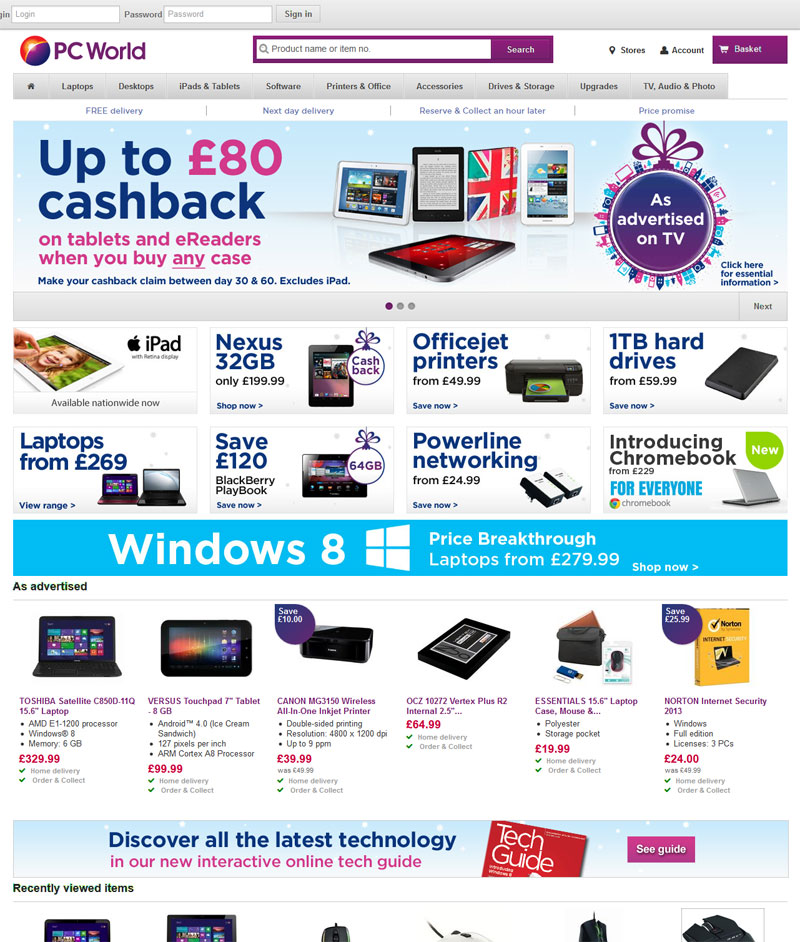 gin Login Password Password Sign in
PC World
Product name or item no. Search
Stores Account Basket
Laptops Desktops iPads & Tablets Software Printers & Office Accessories Drives & Storage Upgrades TV, Audio & Photo
FREE delivery Next day delivery Reserve & Collect an hour later Price promise
Up to £80
cashback
on tablets and eReaders
when you buy any case
Make your cashback claim between day 30 & 60. Excludes iPad.
As
advertised
on TV
Click here
for essential
information >
Next
iPad
with Retina display
Available nationwide now
Nexus
32GB
only £199.99
Shop now >
Cash
back
Officejet
printers
from £49.99
Save now >
1TB hard
drives
from £59.99
Save now >
Laptops
from £269
View range >
Save
£120
BlackBerry
PlayBook
Save now >
64GB
Powerline
networking
from £24.99
Save now >
Introducing
Chromebook
from £229
FOR EVERYONE
chromebook
New
Windows 8
Price Breakthrough
Laptops from £279.99
Shop now >
As advertised
TOSHIBA Satellite C850D-11Q
15.6" Laptop
AMD E1-1200 processor
Windows® 8
Memory: 6 GB
£329.99
Home delivery
Order & Collect
VERSUS Touchpad 7" Tablet
- 8 GB
Android™ 4.0 (Ice Cream
Sandwich)
127 pixels per inch
ARM Cortex A8 Processor
£99.99
Home delivery
Order & Collect
Save
£10.00
CANON MG3150 Wireless
All-In-One Inkjet Printer
Double-sided printing
Resolution: 4800 x 1200 dpi
Up to 9 ppm
£39.99
was £49.99
Home delivery
Order & Collect
OCZ 10272 Vertex Plus R2
Internal 2.5"...
£64.99
Home delivery
Order & Collect
ESSENTIALS 15.6" Laptop
Case, Mouse &...
Polyester
Storage pocket
£19.99
Home delivery
Order & Collect
Save
£25.99
Norton
INTERNET SECURITY
NORTON Internet Security
2013
Windows
Full edition
Licenses: 3 PCs
£24.00
was £49.99
Home delivery
Order & Collect
Discover all the latest technology
in our new interactive online tech guide
Tech
Guide
Introducing
Windows 8
See guide
Recently viewed items